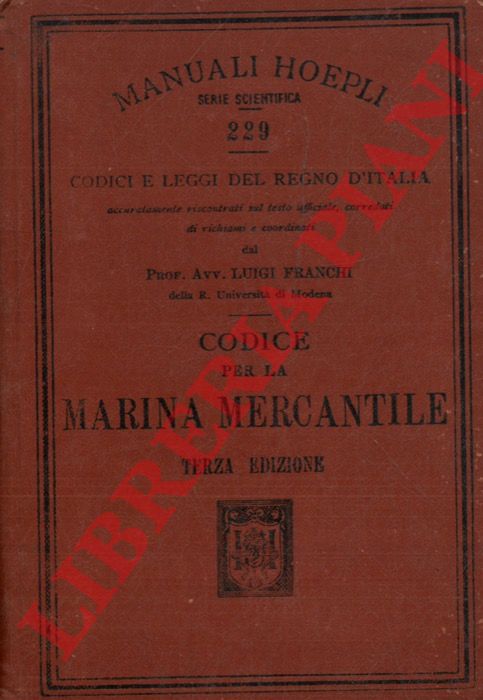 MANUALI HOEPLI
SERIE SCIENTIFICA
229
CODICI E LEGGI DEL REGNO D'ITALIA
accuratamente riscontrati sul testo ufficiale, corredati
di richiami e coordinati
dal
PROF. AVV. LUIGI FRANCHI
della R. Università di Modena
CODICE
PER LA
MARINA MERCANTILE
TERZA EDIZIONE
LIBRERIA PIANI